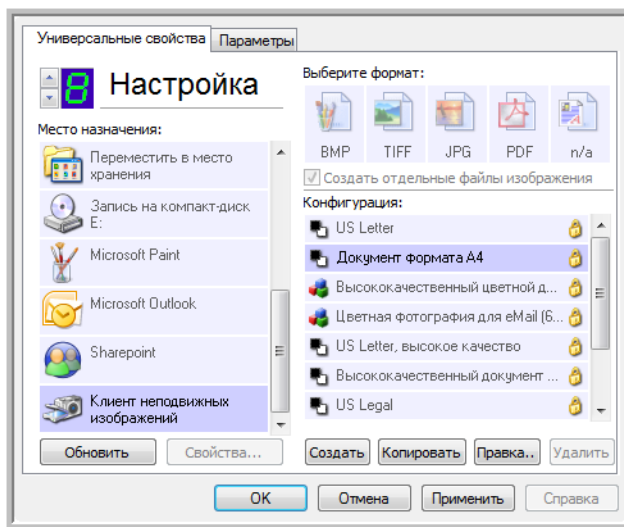 Универсальные свойства
Параметры
8
Настройка
Место назначения:
Переместить в место
хранения
Запись на компакт-диск
E:
Microsoft Paint
Microsoft Outlook
Sharepoint
Клиент неподвижных
изображений
Обновить
Свойства...
Выберите формат:
BMP
TIFF
JPG
PDF
n/a
Создать отдельные файлы изображения
Конфигурация:
US Letter
Документ формата A4
Высококачественный цветной д...
Цветная фотография для eMail (6...
US Letter, высокое качество
Высококачественный документ ...
US Legal
Создать
Копировать
Правка..
Удалить
OK
Отмена
Применить
Справка